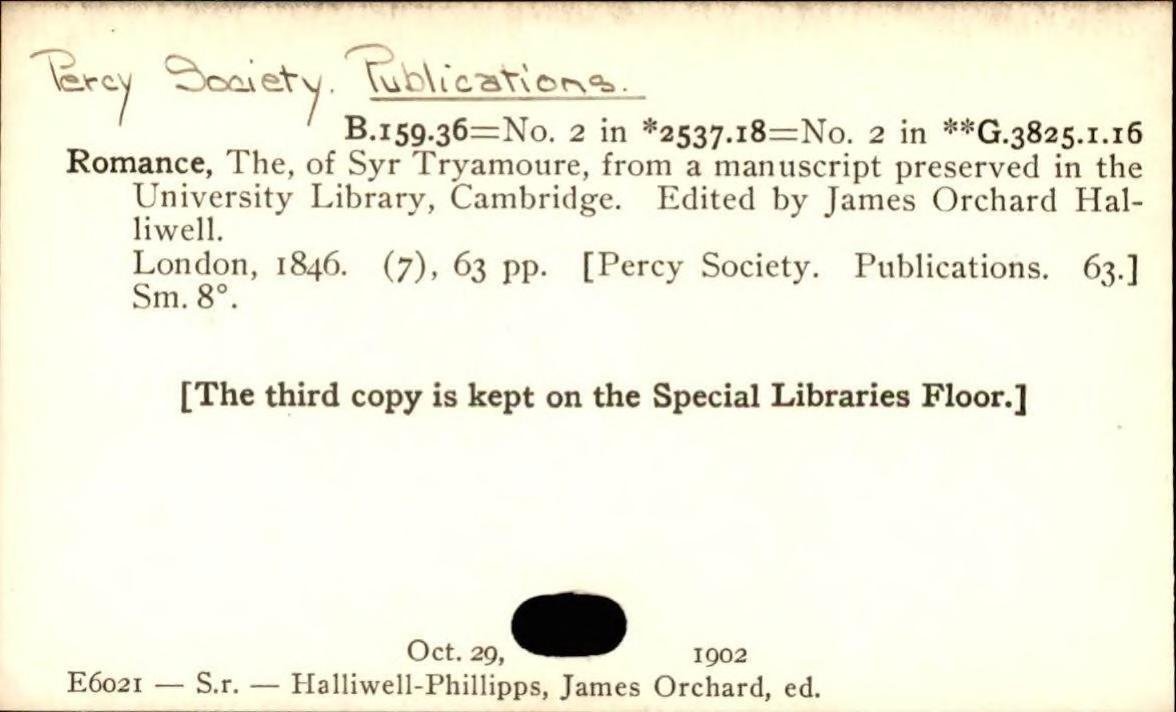 Percy Society. Publications.
B.159.36=No. 2 in *2537.18=No. 2 in **G.3825.1.16
Romance, The, of Syr Tryamoure, from a manuscript preserved in the
University Library, Cambridge. Edited by James Orchard Hal-
liwell.
London, 1846. (7), 63 pp. [Percy Society. Publications. 63.]
Sm. 8°.
[The third copy is kept on the Special Libraries Floor.]
Oct. 29, 1902
E6021 — S.r. — Halliwell-Phillipps, James Orchard, ed.